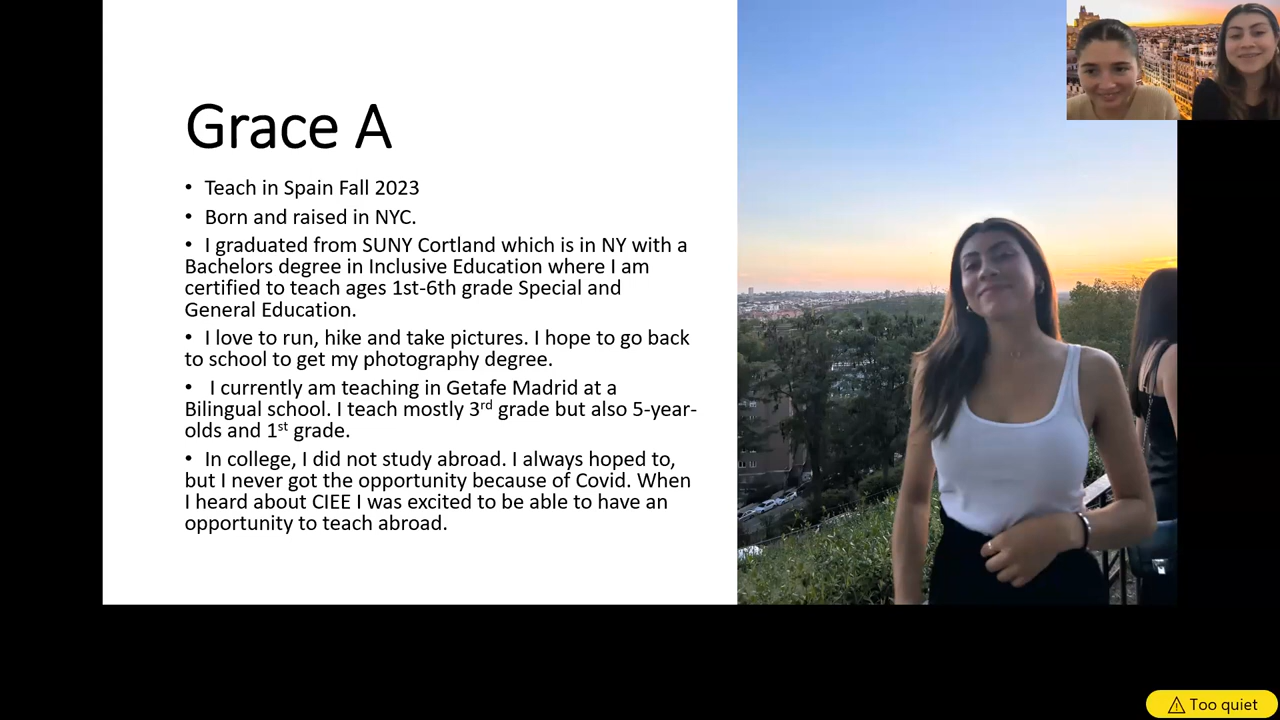 Grace A
• Teach in Spain Fall 2023
• Born and raised in NYC.
• I graduated from SUNY Cortland which is in NY with a
Bachelors degree in Inclusive Education where I am
certified to teach ages 1st-6th grade Special and
General Education.
• I love to run, hike and take pictures. I hope to go back
to school to get my photography degree.
• I currently am teaching in Getafe Madrid at a
Bilingual school. I teach mostly 3rd grade but also 5-year-
olds and 1st grade.
• In college, I did not study abroad. I always hoped to,
but I never got the opportunity because of Covid. When
I heard about CIEE I was excited to be able to have an
opportunity to teach abroad.
Too quiet